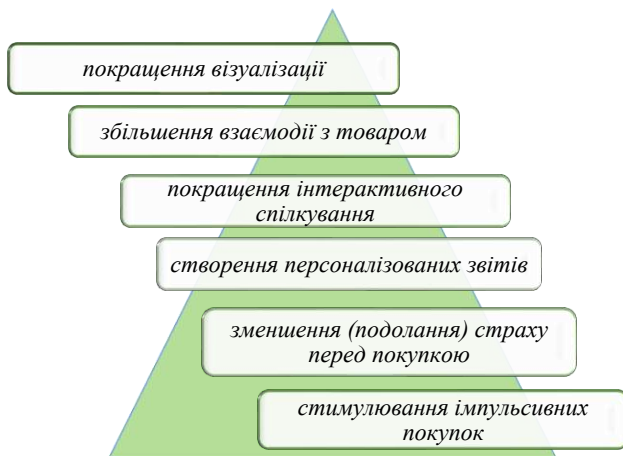 покращення візуалізації
збільшення взаємодії з товаром
покращення інтерактивного
спілкування
створення персоналізованих звітів
зменшення (подолання) страху
перед покупкою
стимулювання імпульсивних
покупок